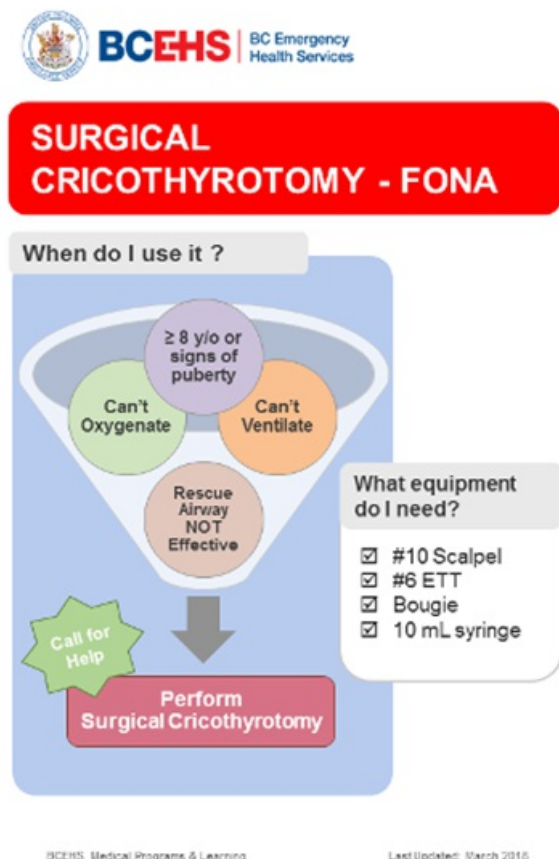 BCEHS
BC Emergency
Health Services
SURGICAL
CRICOTHYROTOMY - FONA
When do I use it ?
≥ 8 y/o or
signs of
puberty
Can't
Oxygenate
Can't
Ventilate
Rescue
Airway
NOT
Effective
What equipment
do I need?
☑ #10 Scalpel
☑ #6 ETT
☑ Bougie
☑ 10 mL syringe
Call for
Help
Perform
Surgical Cricothyrotomy
BCEHS, Medical Programs & Learning
Last Updated: March 2018